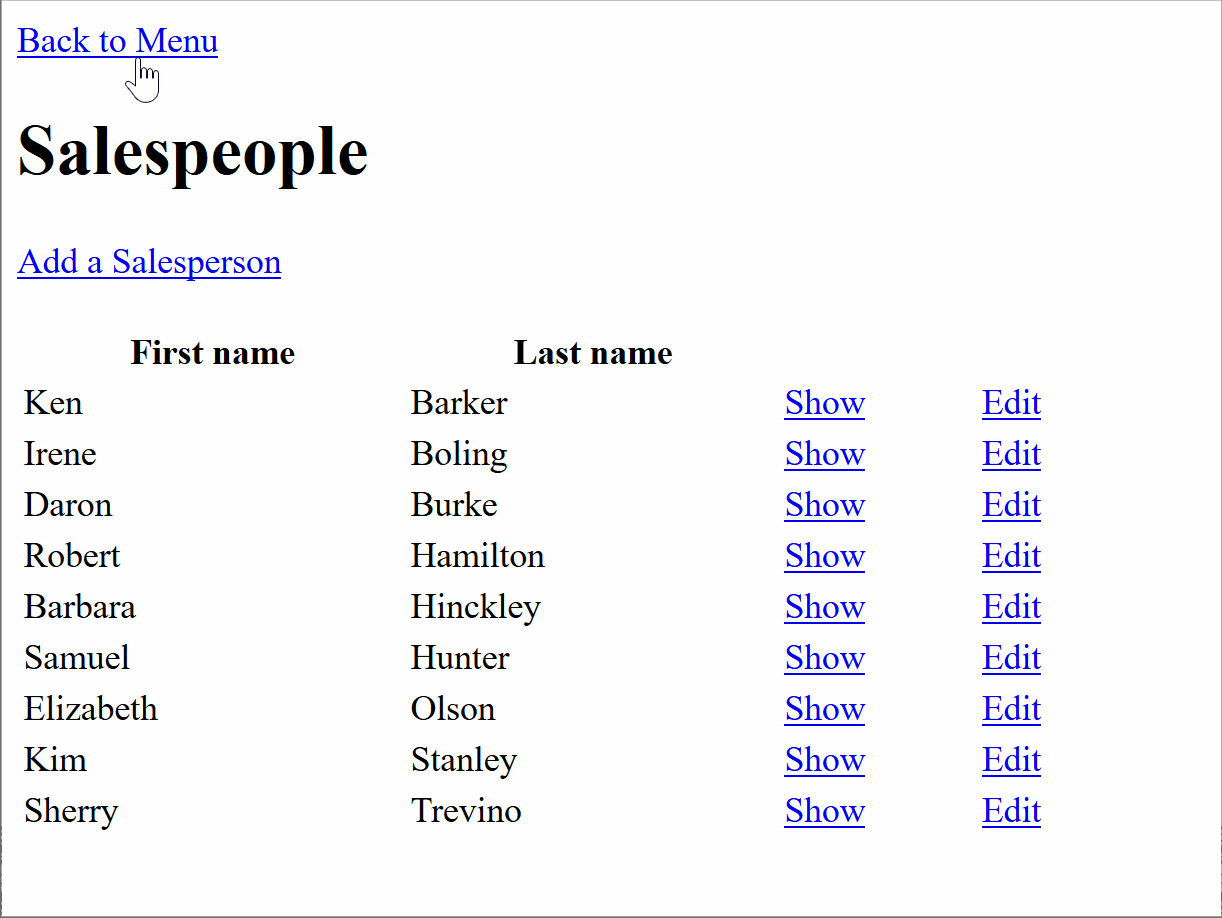 Back to Menu
Salespeople
Add a Salesperson
First name Last name
Ken Barker Show Edit
Irene Boling Show Edit
Daron Burke Show Edit
Robert Hamilton Show Edit
Barbara Hinckley Show Edit
Samuel Hunter Show Edit
Elizabeth Olson Show Edit
Kim Stanley Show Edit
Sherry Trevino Show Edit